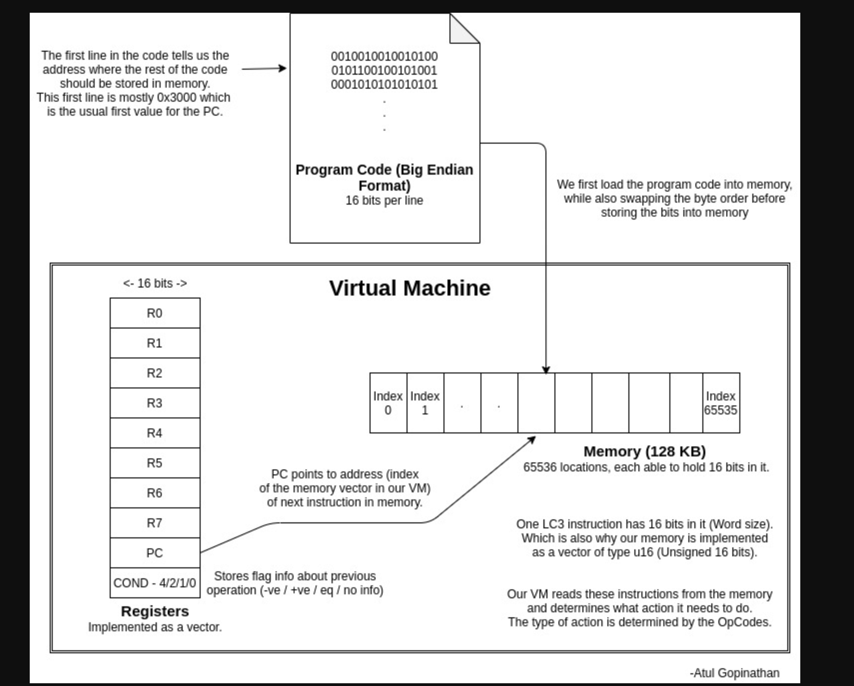 The first line in the code tells us the
address where the rest of the code
should be stored in memory.
This first line is mostly 0x3000 which
is the usual first value for the PC.
0010010010010100
0101100100101001
0001010101010101
.
.
.
Program Code (Big Endian
Format)
16 bits per line
We first load the program code into memory,
while also swapping the byte order before
storing the bits into memory
Virtual Machine
<- 16 bits ->
R0
R1
R2
R3
R4
R5
R6
R7
PC
COND - 4/2/1/0
Registers
Implemented as a vector.
Index
0
Index
1
.
.
Index
65535
Memory (128 KB)
65536 locations, each able to hold 16 bits in it.
PC points to address (index
of the memory vector in our VM)
of next instruction in memory.
Stores flag info about previous
operation (-ve / +ve / eq / no info)
One LC3 instruction has 16 bits in it (Word size).
Which is also why our memory is implemented
as a vector of type u16 (Unsigned 16 bits).
Our VM reads these instructions from the memory
and determines what action it needs to do.
The type of action is determined by the OpCodes.
-Atul Gopinathan